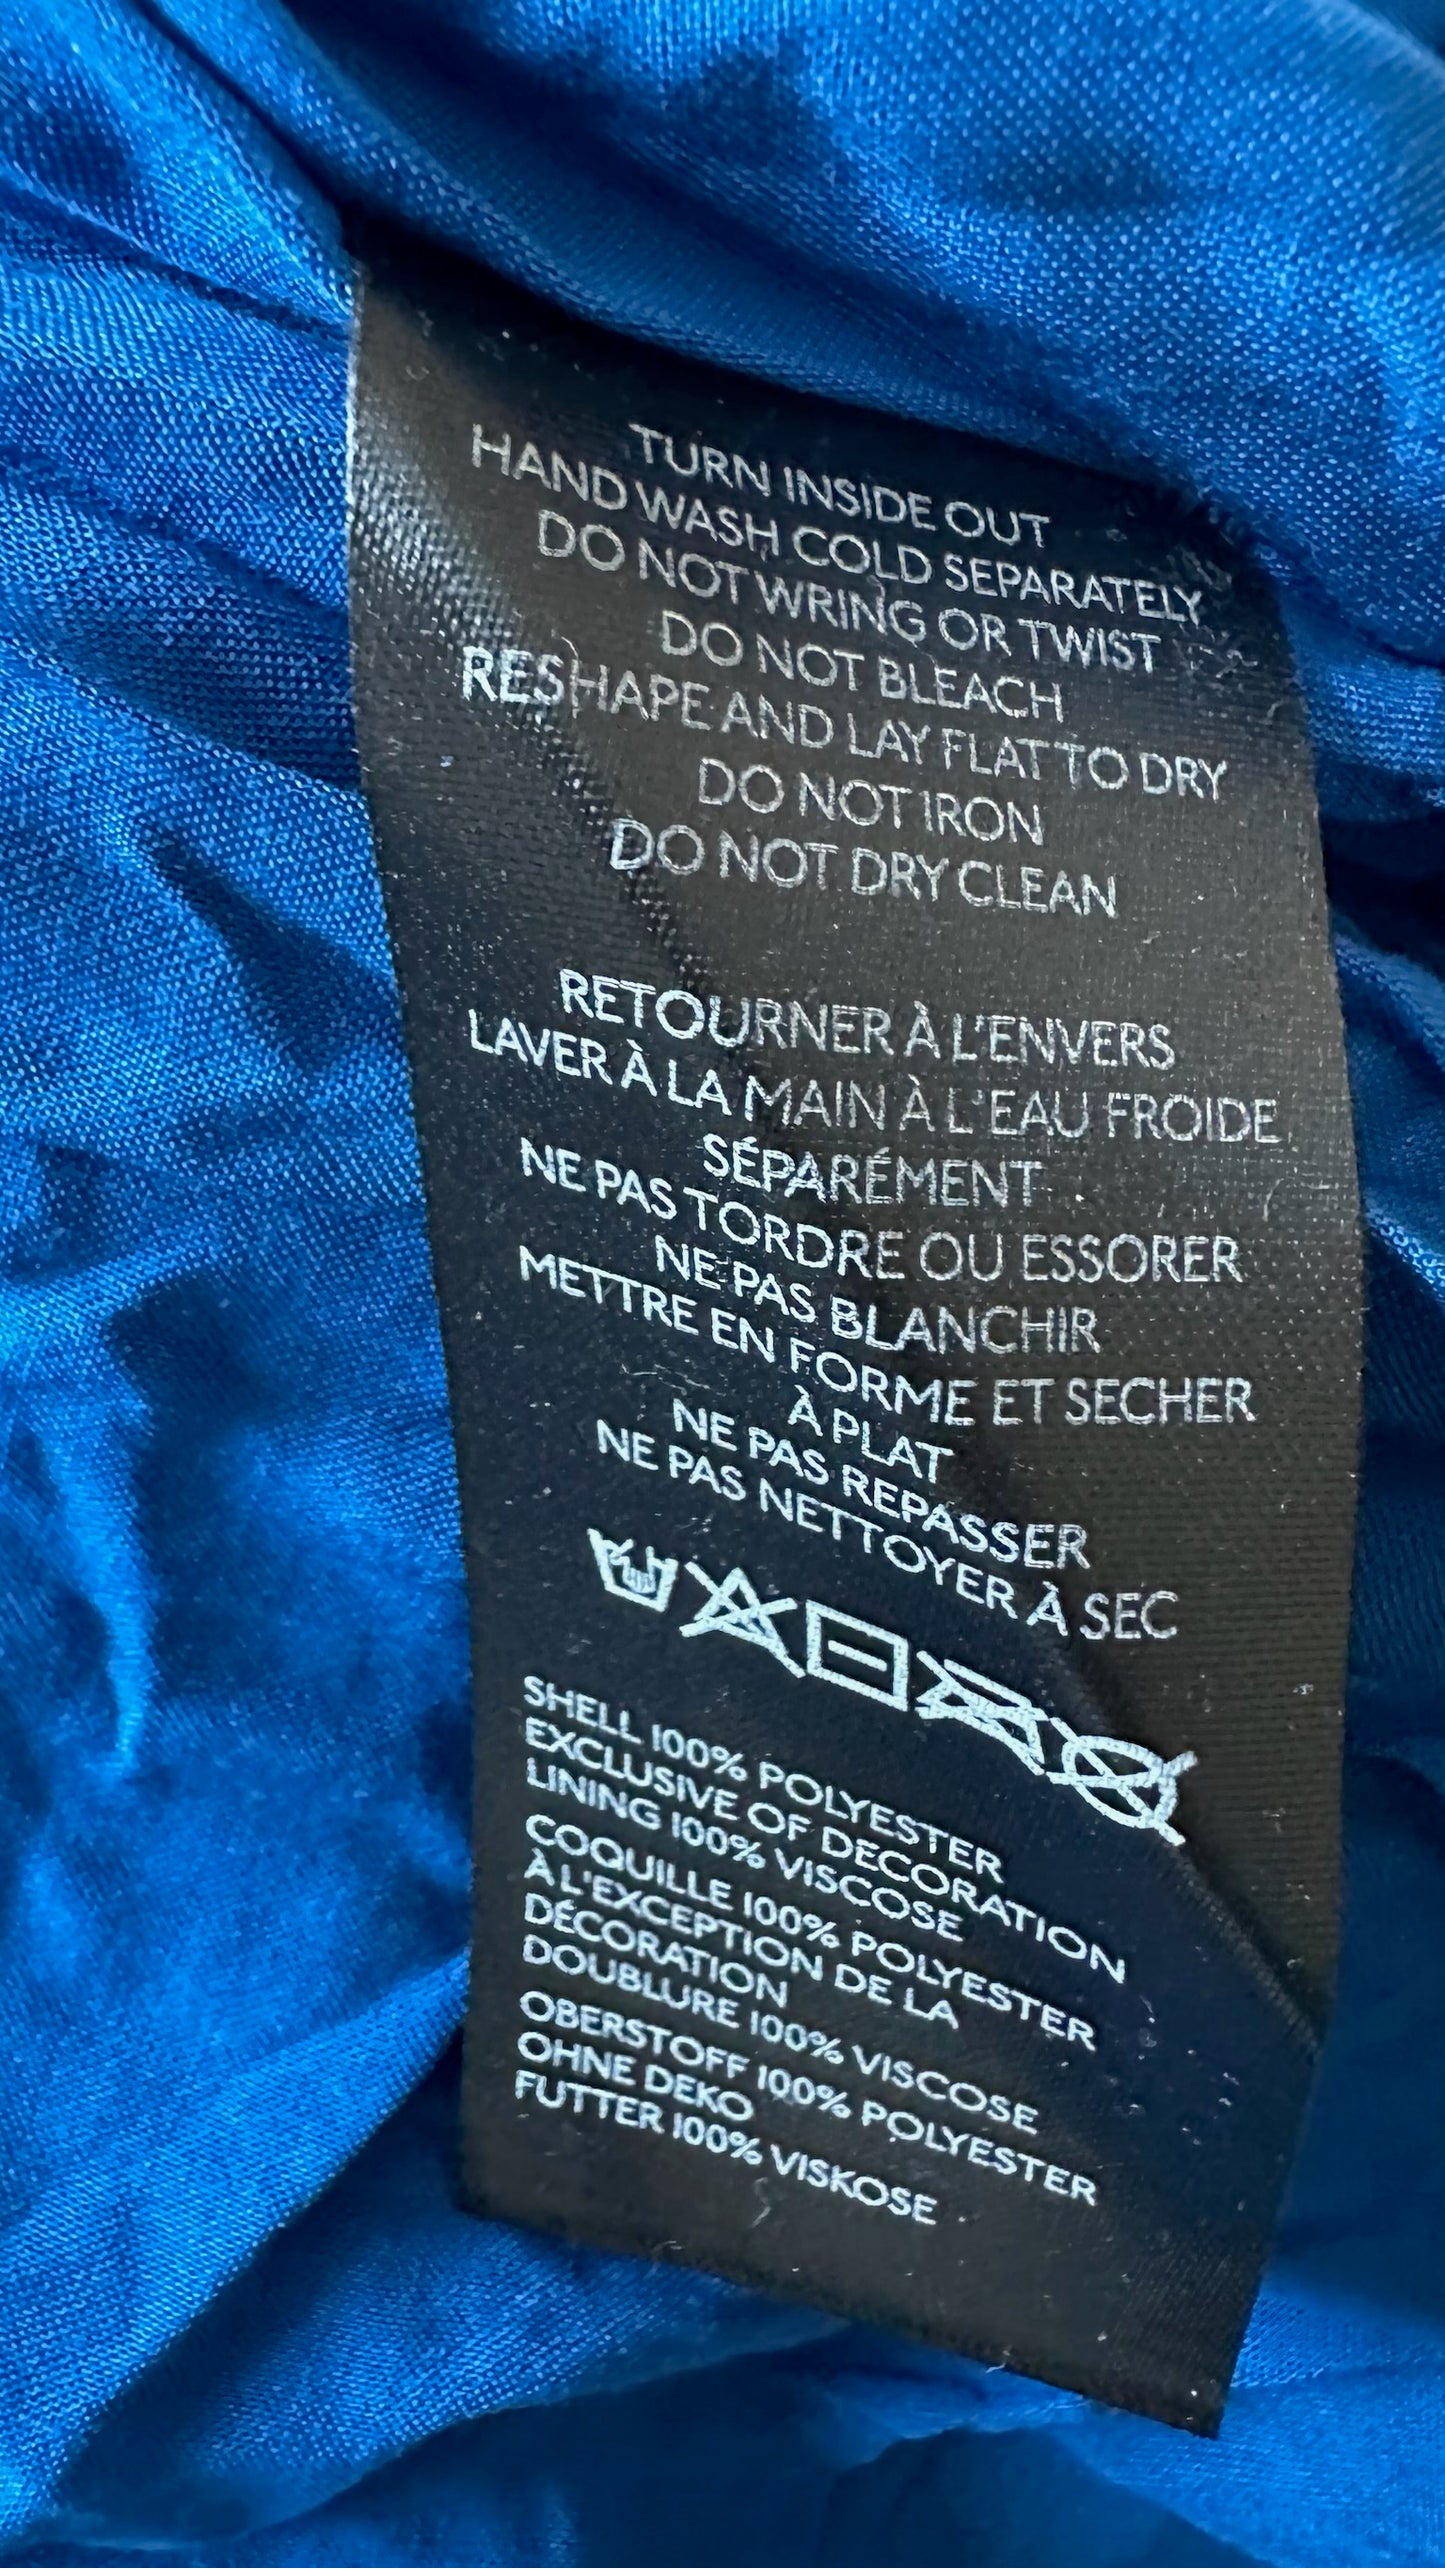 TURN INSIDE OUT
HAND WASH COLD SEPARATELY
DO NOT WRING OR TWIST
DO NOT BLEACH
RESHAPE AND LAY FLAT TO DRY
DO NOT IRON
DO NOT DRY CLEAN
RETOURNER À L'ENVERS
LAVER À LA MAIN À L'EAU FROIDE
SÉPARÉMENT
NE PAS TORDRE OU ESSORER
NE PAS BLANCHIR
METTRE EN FORME ET SECHER
À PLAT
NE PAS REPASSER
NE PAS NETTOYER À SEC
SHELL 100% POLYESTER
EXCLUSIVE OF DECORATION
LINING 100% VISCOSE
COQUILLE 100% POLYESTER
À L'EXCEPTION DE LA
DÉCORATION
DOUBLURE 100% VISCOSE
OBERSTOFF 100% POLYESTER
OHNE DEKO
FUTTER 100% VISKOSE